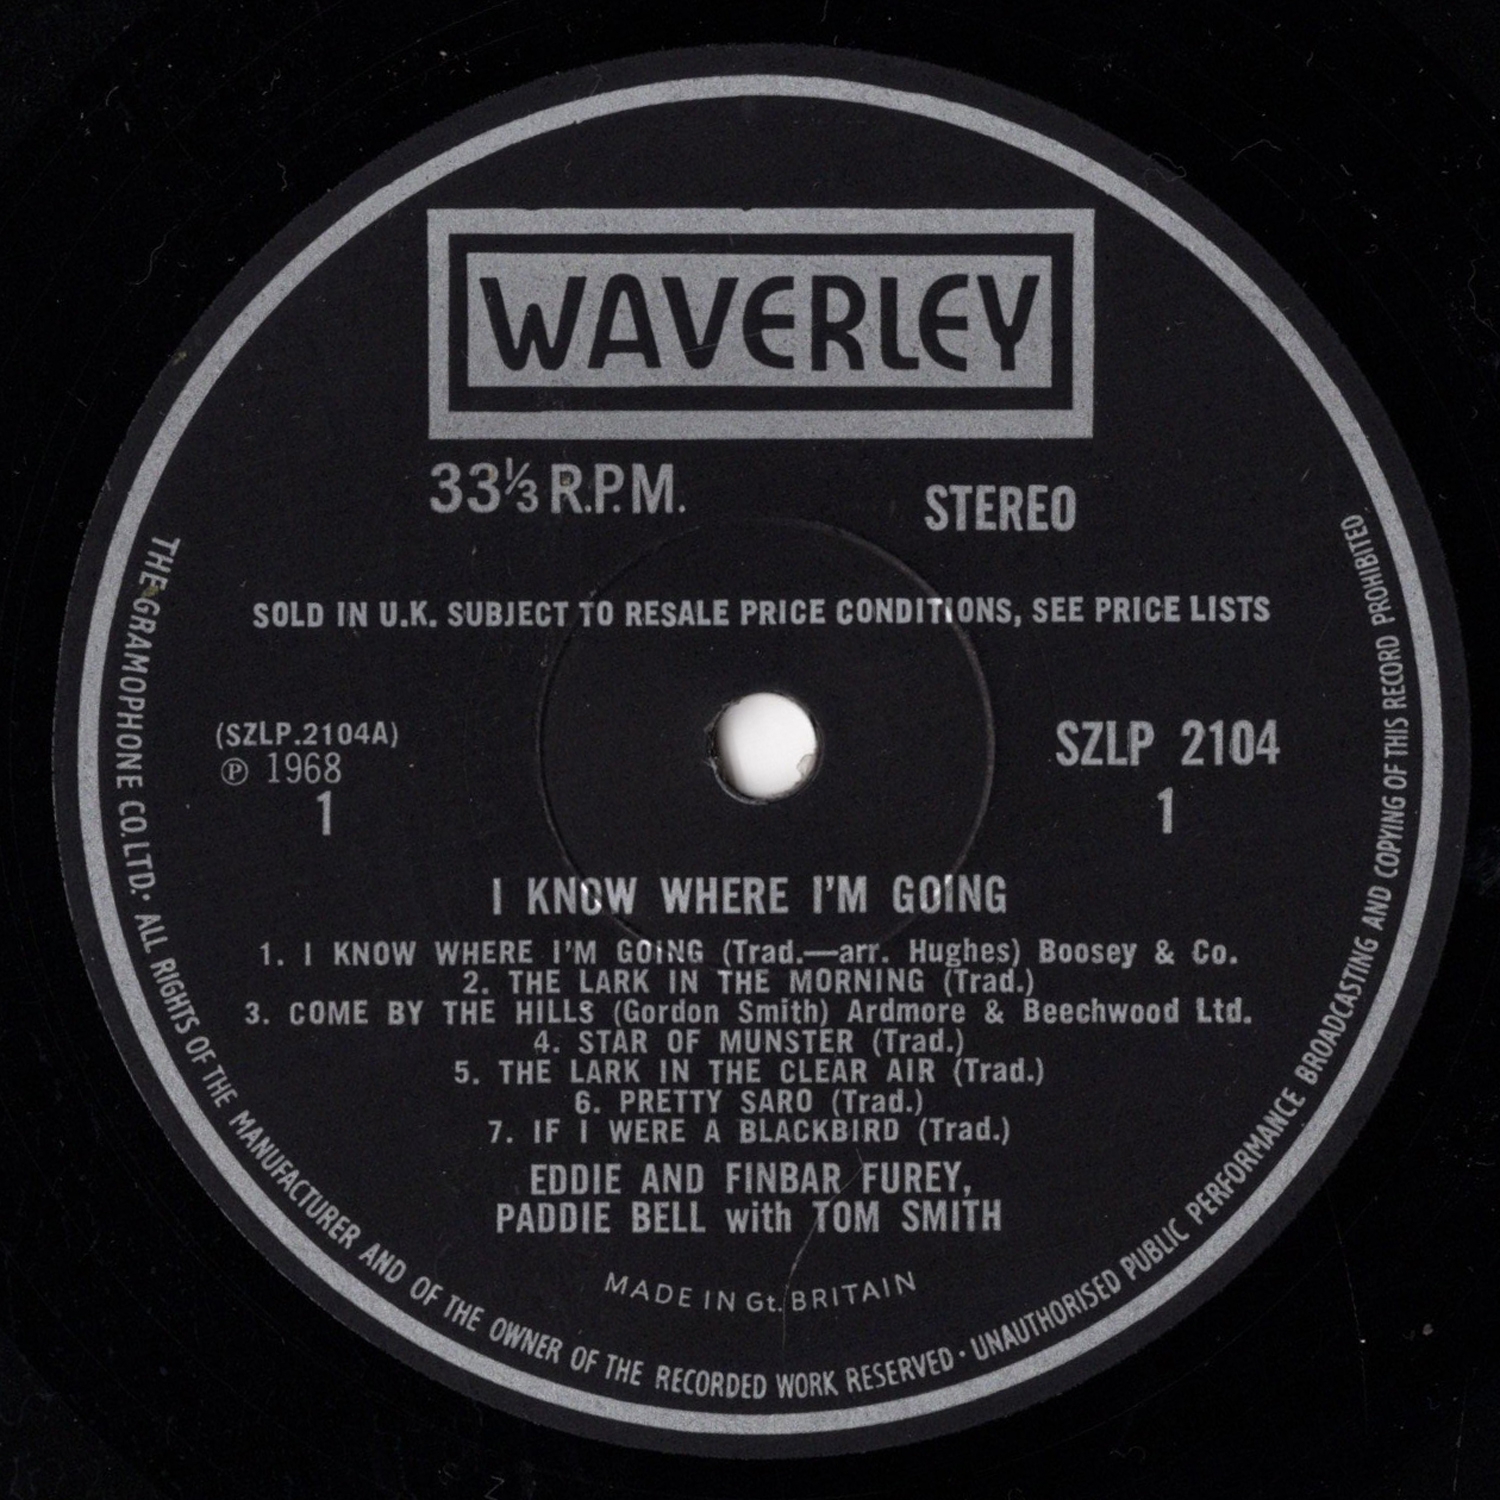 WAVERLEY
33⅓ R.P.M.
STEREO
SOLD IN U.K. SUBJECT TO RESALE PRICE CONDITIONS, SEE PRICE LISTS
(SZLP.2104A)
℗ 1968
1
SZLP 2104
1
I KNOW WHERE I'M GOING
1. I KNOW WHERE I'M GOING (Trad.—arr. Hughes) Boosey & Co.
2. THE LARK IN THE MORNING (Trad.)
3. COME BY THE HILLS (Gordon Smith) Ardmore & Beechwood Ltd.
4. STAR OF MUNSTER (Trad.)
5. THE LARK IN THE CLEAR AIR (Trad.)
6. PRETTY SARO (Trad.)
7. IF I WERE A BLACKBIRD (Trad.)
EDDIE AND FINBAR FUREY,
PADDIE BELL with TOM SMITH
MADE IN Gt. BRITAIN
THE GRAMOPHONE CO. LTD. · ALL RIGHTS OF THE MANUFACTURER AND OF THE OWNER OF THE RECORDED WORK RESERVED · UNAUTHORISED PUBLIC PERFORMANCE BROADCASTING AND COPYING OF THIS RECORD PROHIBITED